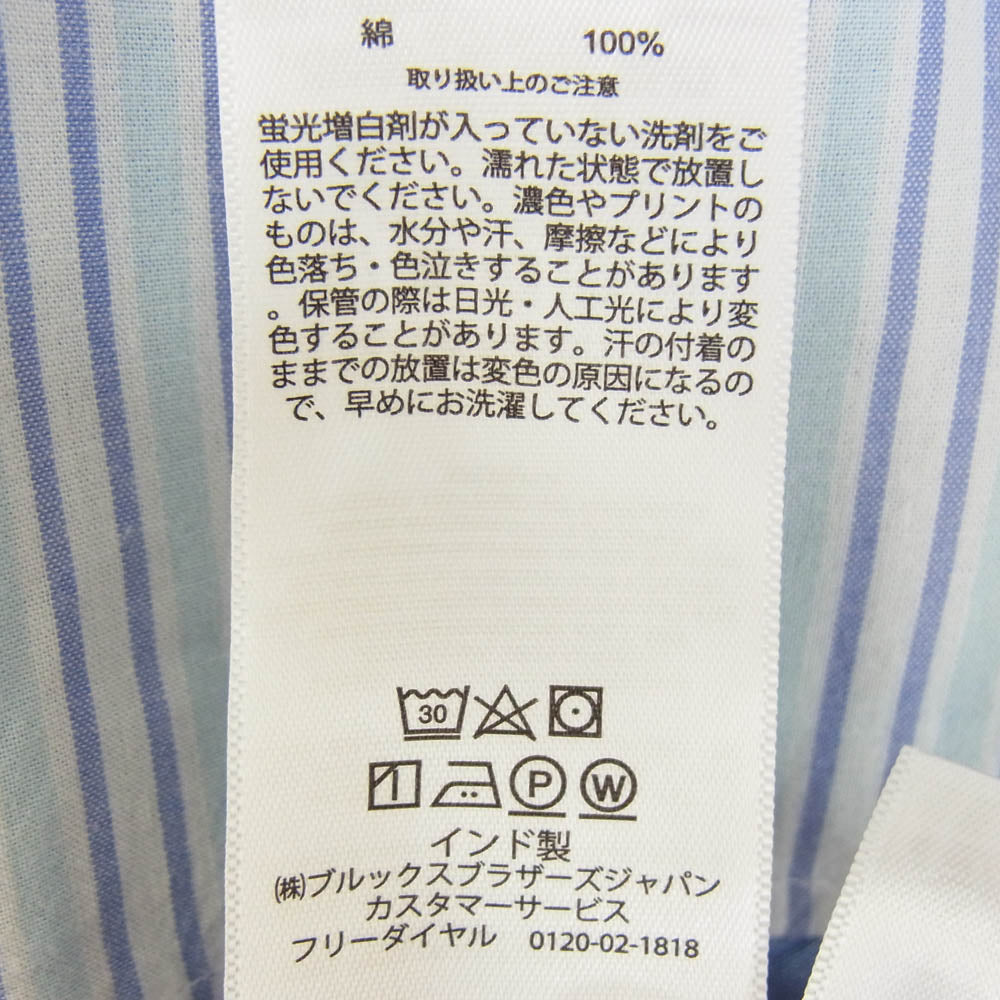 綿 100%
取り扱い上のご注意
蛍光増白剤が入っていない洗剤をご
使用ください。濡れた状態で放置し
ないでください。濃色やプリントの
ものは、水分や汗、摩擦などにより
色落ち・色泣きすることがあります
。保管の際は日光・人工光により変
色することがあります。汗の付着の
ままでの放置は変色の原因になるの
で、早めにお洗濯してください。
30
P W
インド製
(株)ブルックスブラザーズジャパン
カスタマーサービス
フリーダイヤル 0120-02-1818